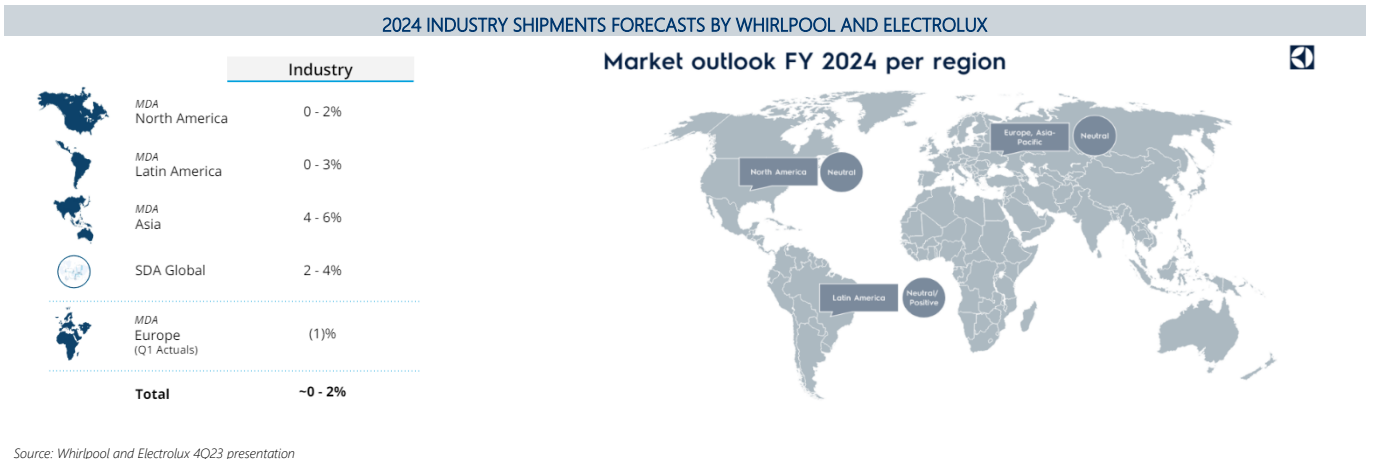 2024 INDUSTRY SHIPMENTS FORECASTS BY WHIRLPOOL AND ELECTROLUX
Industry
MDA
North America
0 - 2%
MDA
Latin America
0 - 3%
MDA
Asia
4 - 6%
SDA Global
2 - 4%
MDA
Europe
(Q1 Actuals)
(1)%
Total
~0 - 2%
Market outlook FY 2024 per region
Europe, Asia-
Pacific
Neutral
North America
Neutral
Latin America
Neutral/
Positive
Source: Whirlpool and Electrolux 4Q23 presentation